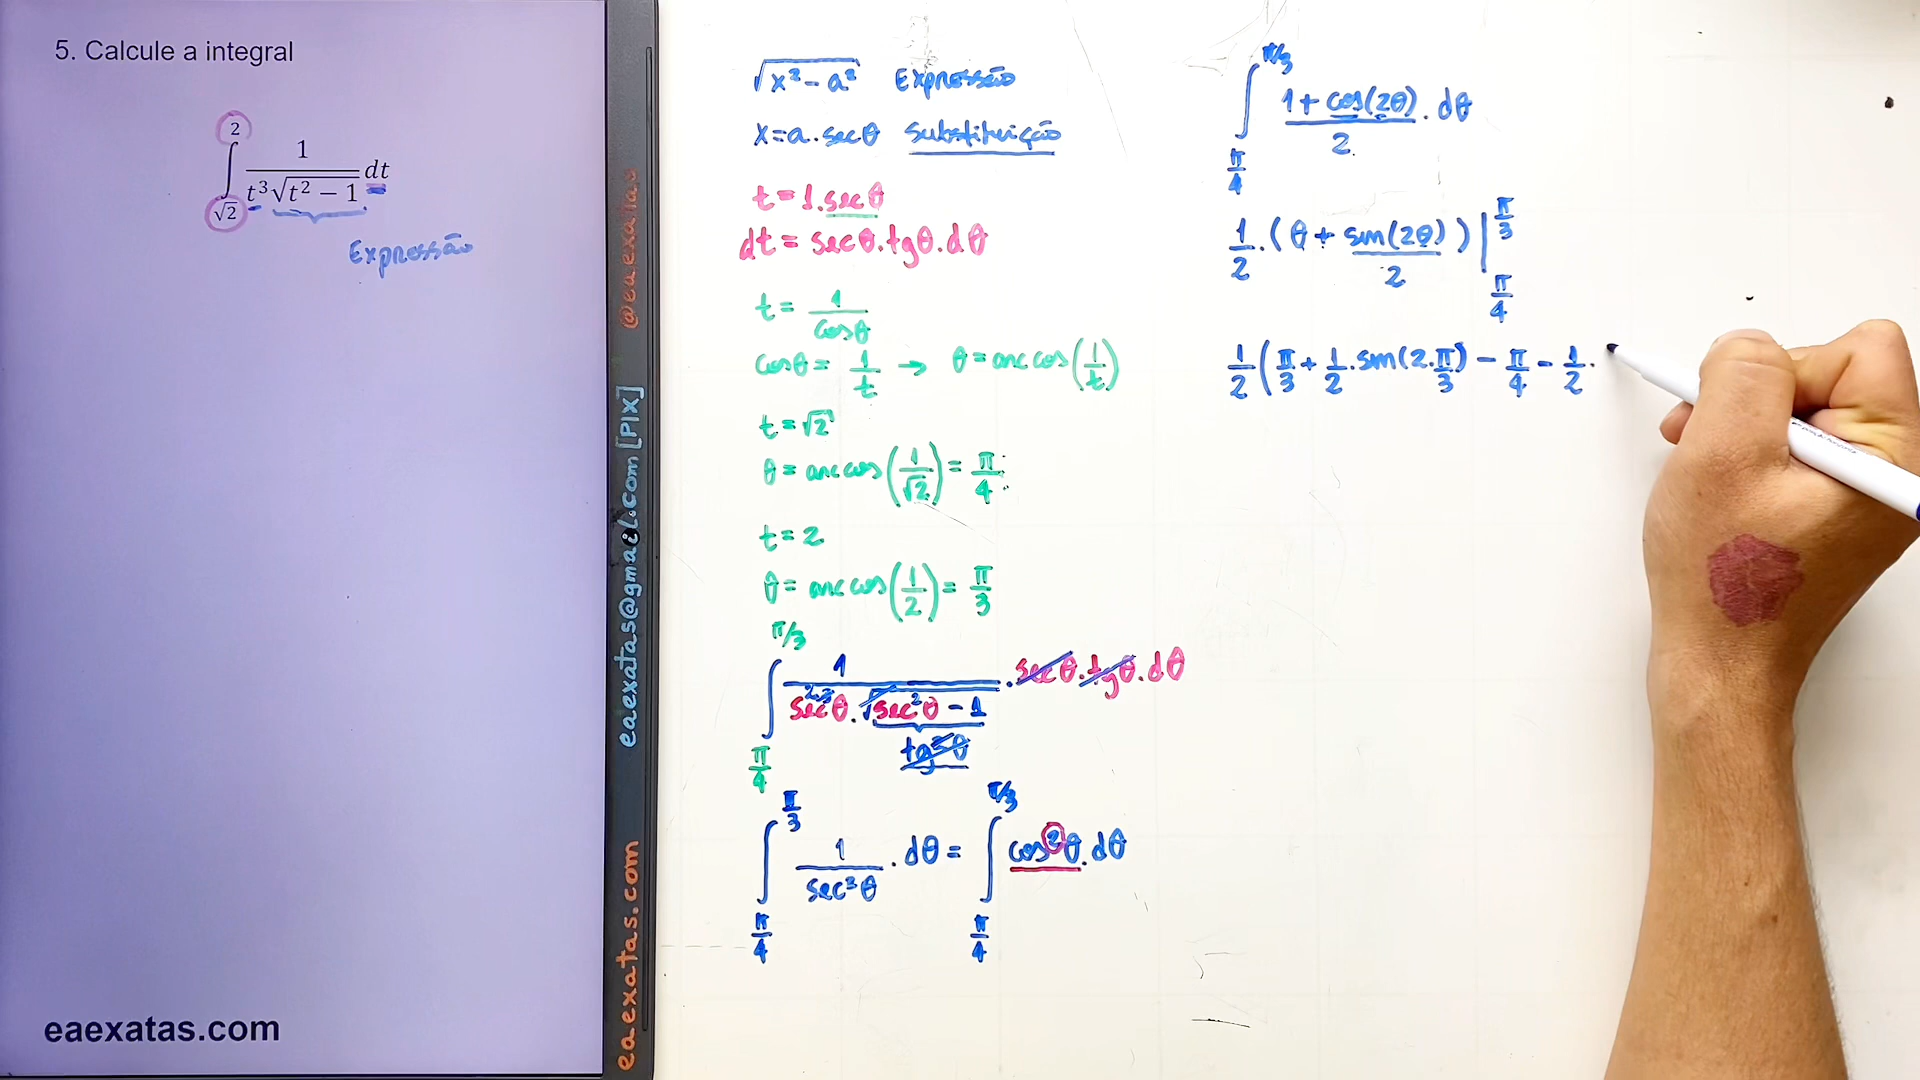 5. Calcule a integral
∫_{√2}^{2} 1/(t³√(t² − 1)) dt
Expressão
eaexatas.com
eaexatas.com eaexatas@gmail.com [PIX] @eaexatas
√(x² − a²) Expressão
x = a.secθ substituição
t = 1.secθ
dt = secθ.tgθ.dθ
t = 1/cosθ
cosθ = 1/t → θ = arccos(1/t)
t = √2
θ = arccos(1/√2) = π/4
t = 2
θ = arccos(1/2) = π/3
∫_{π/4}^{π/3} 1/(sec³θ.√(sec²θ − 1)) . secθ.tgθ.dθ
tg²θ
∫_{π/4}^{π/3} 1/sec²θ . dθ = ∫_{π/4}^{π/3} cos²θ.dθ
∫_{π/4}^{π/3} (1 + cos(2θ))/2 . dθ
1/2.(θ + sin(2θ)/2) |_{π/4}^{π/3}
1/2(π/3 + 1/2.sin(2.π/3) − π/4 − 1/2.